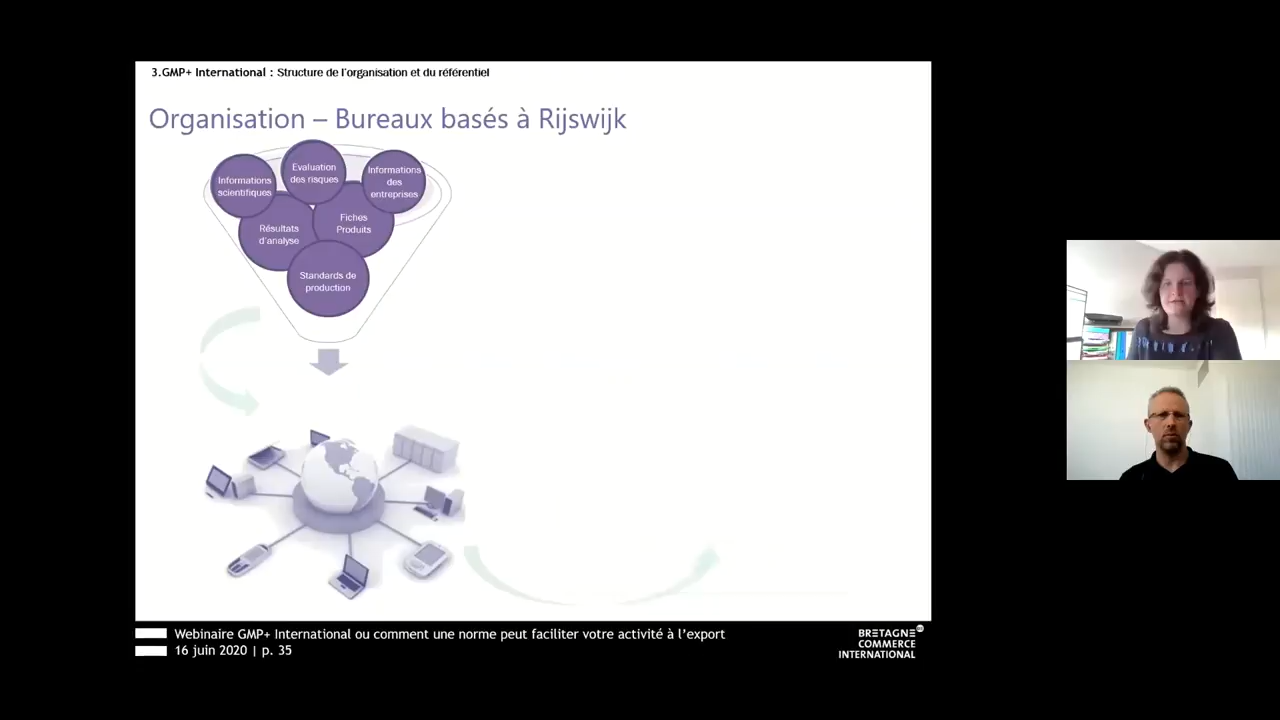 3.GMP+ International : Structure de l'organisation et du référentiel
Organisation – Bureaux basés à Rijswijk
Informations
scientifiques
Evaluation
des risques
Informations
des
entreprises
Résultats
d'analyse
Fiches
Produits
Standards de
production
Webinaire GMP+ International ou comment une norme peut faciliter votre activité à l'export
16 juin 2020 | p. 35
BRETAGNE
COMMERCE
INTERNATIONAL